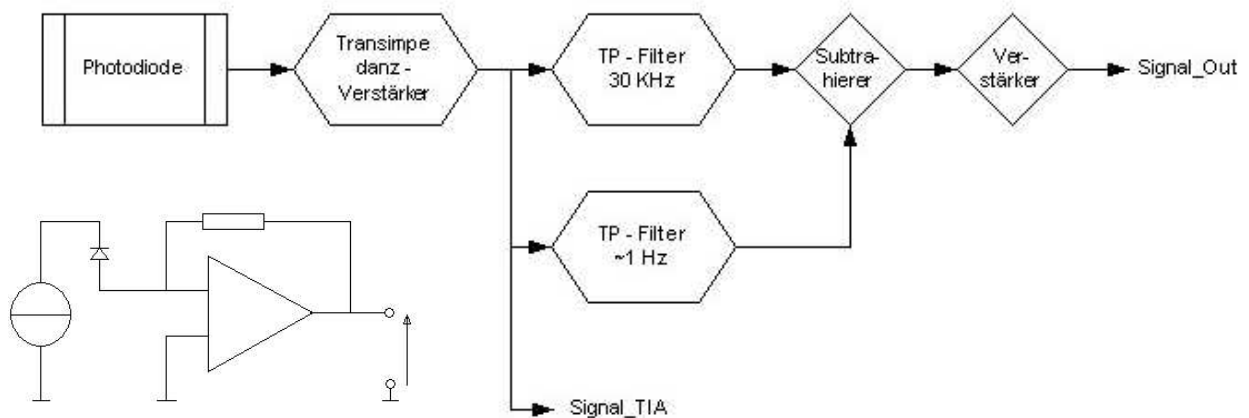 Photodiode
Transimpe
danz -
Verstärker
TP - Filter
30 KHz
Subtra-
hierer
Ver-
stärker
Signal_Out
TP - Filter
~1 Hz
Signal_TIA